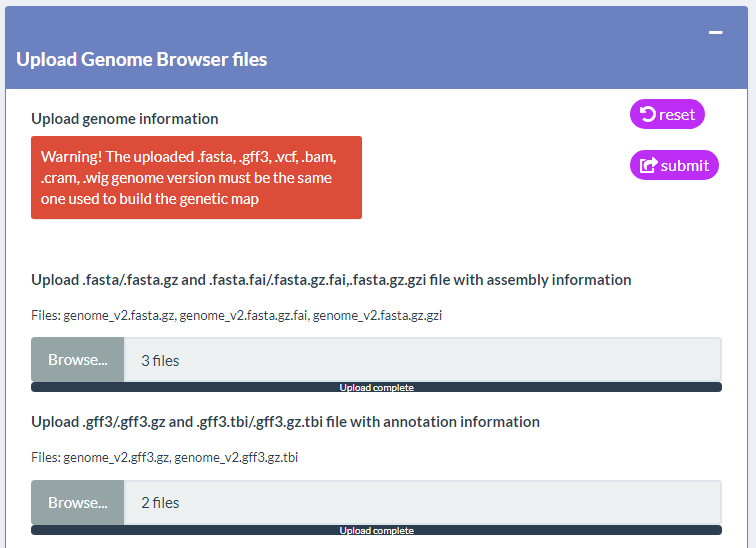 Upload Genome Browser files
Upload genome information
reset
Warning! The uploaded .fasta, .gff3, .vcf, .bam,
.cram, .wig genome version must be the same
one used to build the genetic map
submit
Upload .fasta/.fasta.gz and .fasta.fai/.fasta.gz.fai,.fasta.gz.gzi file with assembly information
Files: genome_v2.fasta.gz, genome_v2.fasta.gz.fai, genome_v2.fasta.gz.gzi
Browse... 3 files
Upload complete
Upload .gff3/.gff3.gz and .gff3.tbi/.gff3.gz.tbi file with annotation information
Files: genome_v2.gff3.gz, genome_v2.gff3.gz.tbi
Browse... 2 files
Upload complete